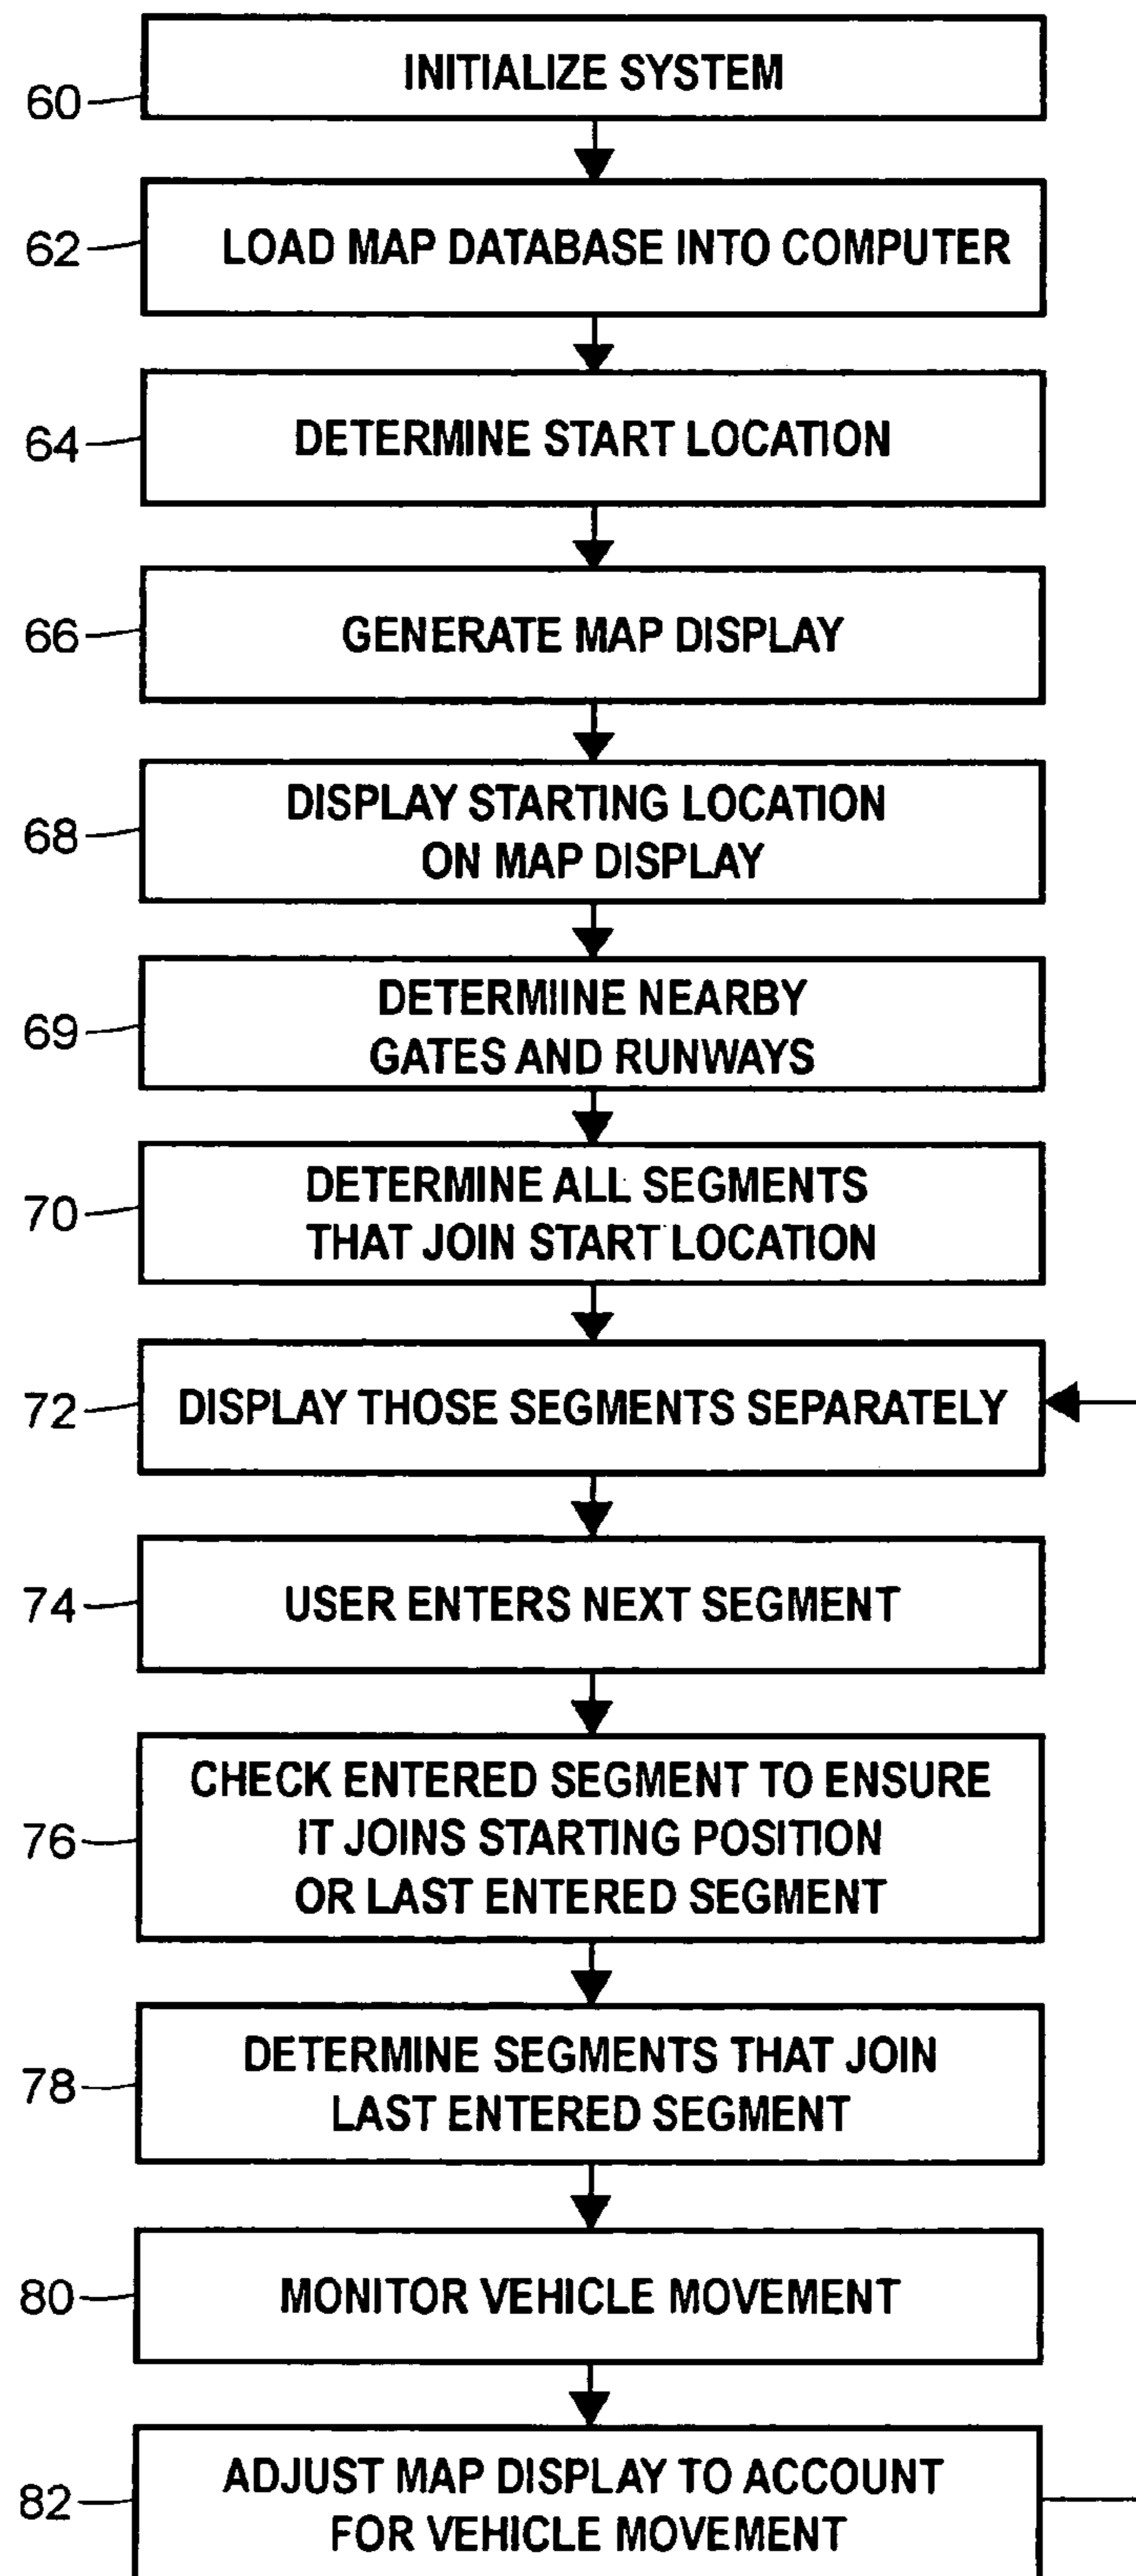 INITIALIZE SYSTEM
60
LOAD MAP DATABASE INTO COMPUTER
62
DETERMINE START LOCATION
64
GENERATE MAP DISPLAY
66
DISPLAY STARTING LOCATION
ON MAP DISPLAY
68
DETERMIINE NEARBY
GATES AND RUNWAYS
69
DETERMINE ALL SEGMENTS
THAT JOIN START LOCATION
70
DISPLAY THOSE SEGMENTS SEPARATELY
72
USER ENTERS NEXT SEGMENT
74
CHECK ENTERED SEGMENT TO ENSURE
IT JOINS STARTING POSITION
OR LAST ENTERED SEGMENT
76
DETERMINE SEGMENTS THAT JOIN
LAST ENTERED SEGMENT
78
MONITOR VEHICLE MOVEMENT
80
ADJUST MAP DISPLAY TO ACCOUNT
FOR VEHICLE MOVEMENT
82